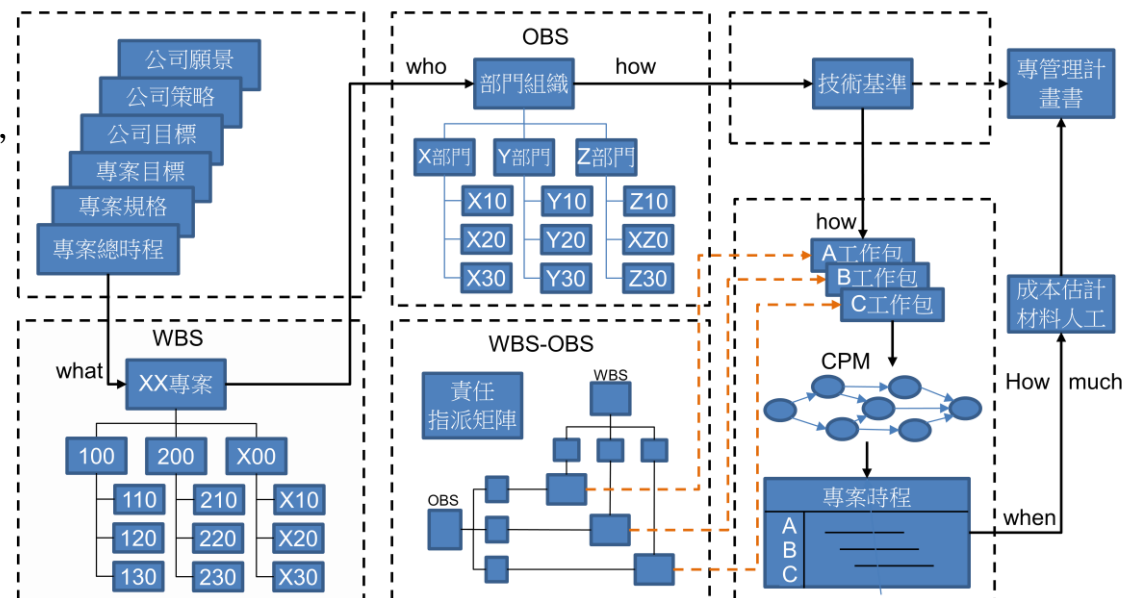 ,
公司願景
公司策略
公司目標
專案目標
專案規格
專案總時程
what
WBS
XX專案
100
200
X00
110
210
X10
120
220
X20
130
230
X30
who
OBS
部門組織
how
X部門
Y部門
Z部門
X10
Y10
Z10
X20
Y20
XZ0
X30
Y30
Z30
WBS-OBS
責任
指派矩陣
WBS
OBS
技術基準
how
A工作包
B工作包
C工作包
CPM
專案時程
A
B
C
when
How much
成本估計
材料人工
專管理計
畫書